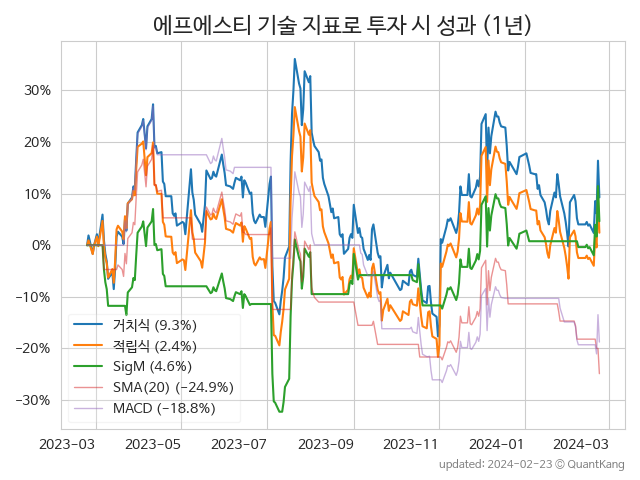 에프에스티 기술 지표로 투자 시 성과 (1년)
30%
20%
10%
0%
−10%
−20%
−30%
거치식 (9.3%)
적립식 (2.4%)
SigM (4.6%)
SMA(20) (−24.9%)
MACD (−18.8%)
2023-03 2023-05 2023-07 2023-09 2023-11 2024-01 2024-03
updated: 2024-02-23 ⓒ QuantKang